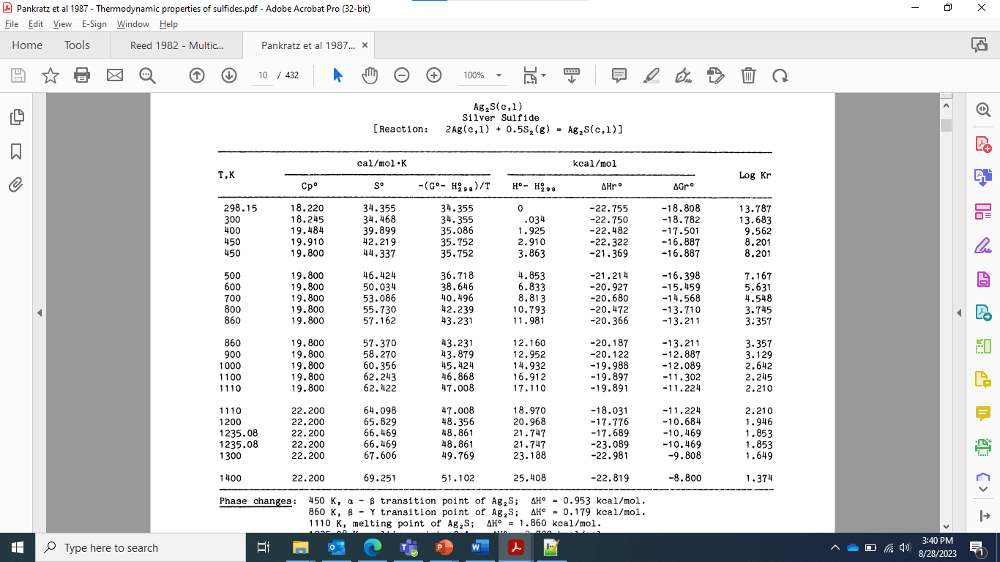 Pankratz et al 1987 - Thermodynamic properties of sulfides.pdf - Adobe Acrobat Pro (32-bit)
File Edit View E-Sign Window Help
Home Tools Reed 1982 - Multic... Pankratz et al 1987... ×
10 / 432 100%
Ag₂S(c,l)
Silver Sulfide
[Reaction: 2Ag(c,l) + 0.5S₂(g) = Ag₂S(c,l)]
cal/mol·K kcal/mol
T,K Log Kr
Cp° S° -(G°- H°₂₉₈)/T H°- H°₂₉₈ ΔHr° ΔGr°
298.15 18.220 34.355 34.355 0 -22.755 -18.808 13.787
300 18.245 34.468 34.355 .034 -22.750 -18.782 13.683
400 19.484 39.899 35.086 1.925 -22.482 -17.501 9.562
450 19.910 42.219 35.752 2.910 -22.322 -16.887 8.201
450 19.800 44.337 35.752 3.863 -21.369 -16.887 8.201
500 19.800 46.424 36.718 4.853 -21.214 -16.398 7.167
600 19.800 50.034 38.646 6.833 -20.927 -15.459 5.631
700 19.800 53.086 40.496 8.813 -20.680 -14.568 4.548
800 19.800 55.730 42.239 10.793 -20.472 -13.710 3.745
860 19.800 57.162 43.231 11.981 -20.366 -13.211 3.357
860 19.800 57.370 43.231 12.160 -20.187 -13.211 3.357
900 19.800 58.270 43.879 12.952 -20.122 -12.887 3.129
1000 19.800 60.356 45.424 14.932 -19.988 -12.089 2.642
1100 19.800 62.243 46.868 16.912 -19.897 -11.302 2.245
1110 19.800 62.422 47.008 17.110 -19.891 -11.224 2.210
1110 22.200 64.098 47.008 18.970 -18.031 -11.224 2.210
1200 22.200 65.829 48.356 20.968 -17.776 -10.684 1.946
1235.08 22.200 66.469 48.861 21.747 -17.689 -10.469 1.853
1235.08 22.200 66.469 48.861 21.747 -23.089 -10.469 1.853
1300 22.200 67.606 49.769 23.188 -22.981 -9.808 1.649
1400 22.200 69.251 51.102 25.408 -22.819 -8.800 1.374
Phase changes: 450 K, α - β transition point of Ag₂S; ΔH° = 0.953 kcal/mol.
860 K, β - γ transition point of Ag₂S; ΔH° = 0.179 kcal/mol.
1110 K, melting point of Ag₂S; ΔH° = 1.860 kcal/mol.
Type here to search
3:40 PM
8/28/2023